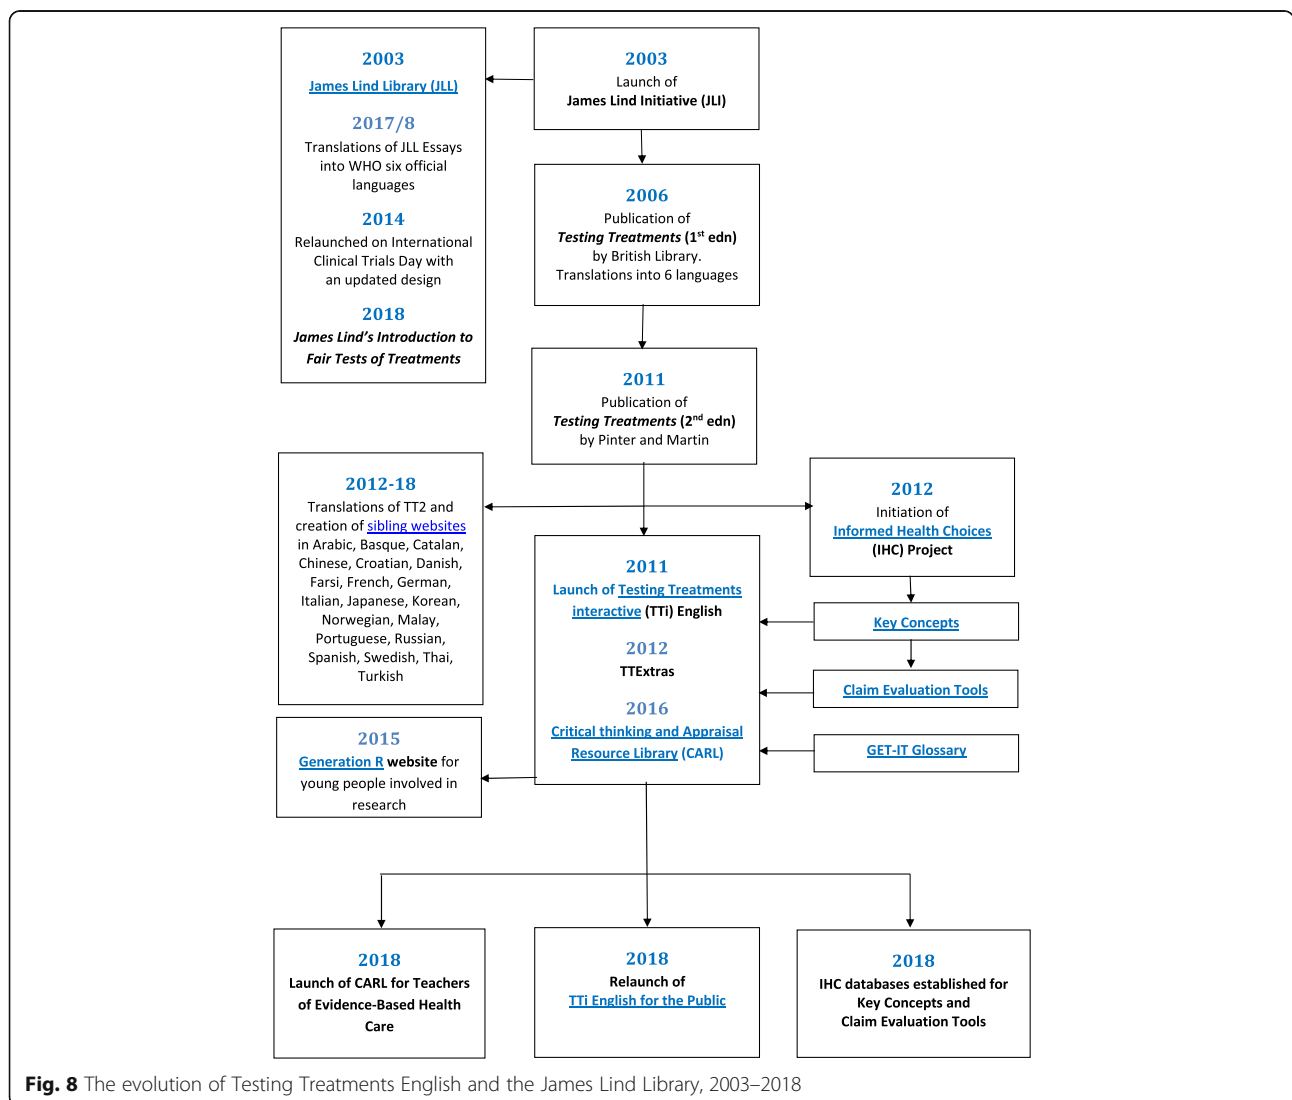 2003
James Lind Library (JLL)
2017/8
Translations of JLL Essays
into WHO six official
languages
2014
Relaunched on International
Clinical Trials Day with
an updated design
2018
James Lind’s Introduction to
Fair Tests of Treatments
2003
Launch of
James Lind Initiative (JLI)
2006
Publication of
Testing Treatments (1st edn)
by British Library.
Translations into 6 languages
2011
Publication of
Testing Treatments (2nd edn)
by Pinter and Martin
2012-18
Translations of TT2 and
creation of sibling websites
in Arabic, Basque, Catalan,
Chinese, Croatian, Danish,
Farsi, French, German,
Italian, Japanese, Korean,
Norwegian, Malay,
Portuguese, Russian,
Spanish, Swedish, Thai,
Turkish
2012
Initiation of
Informed Health Choices
(IHC) Project
2011
Launch of Testing Treatments
interactive (TTi) English
2012
TTExtras
2016
Critical thinking and Appraisal
Resource Library (CARL)
Key Concepts
Claim Evaluation Tools
GET-IT Glossary
2015
Generation R website for
young people involved in
research
2018
Launch of CARL for Teachers
of Evidence-Based Health
Care
2018
Relaunch of
TTi English for the Public
2018
IHC databases established for
Key Concepts and
Claim Evaluation Tools
Fig. 8 The evolution of Testing Treatments English and the James Lind Library, 2003–2018